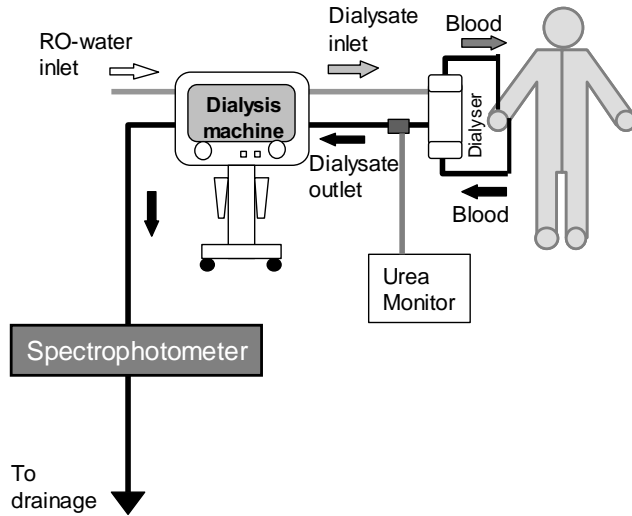 RO-water
inlet
Dialysate
inlet
Blood
Dialysis
machine
Dialyser
Dialysate
outlet
Blood
Urea
Monitor
Spectrophotometer
To
drainage